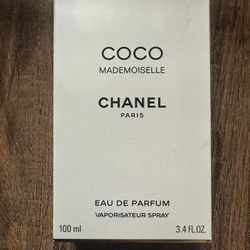 COCO
MADEMOISELLE
CHANEL
PARIS
EAU DE PARFUM
VAPORISATEUR SPRAY
100 ml 3.4 FL.OZ.